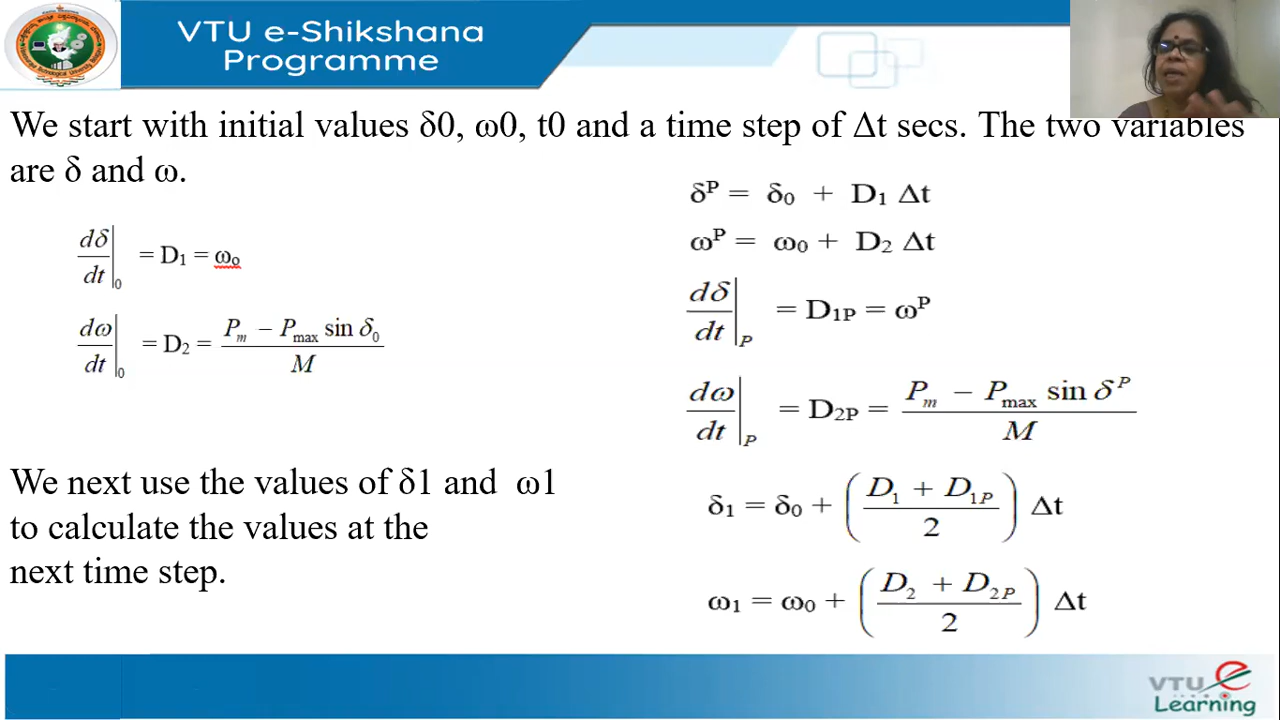 VTU e-Shikshana
Programme
We start with initial values δ0, ω0, t0 and a time step of Δt secs. The two variables
are δ and ω.
dδ/dt |₀ = D₁ = ω₀
dω/dt |₀ = D₂ = (Pₘ − Pmax sin δ₀) / M
We next use the values of δ1 and ω1
to calculate the values at the
next time step.
δᴾ = δ₀ + D₁ Δt
ωᴾ = ω₀ + D₂ Δt
dδ/dt |P = D1P = ωᴾ
dω/dt |P = D2P = (Pₘ − Pmax sin δᴾ) / M
δ₁ = δ₀ + ((D₁ + D1P) / 2) Δt
ω₁ = ω₀ + ((D₂ + D2P) / 2) Δt
VTU e
Learning